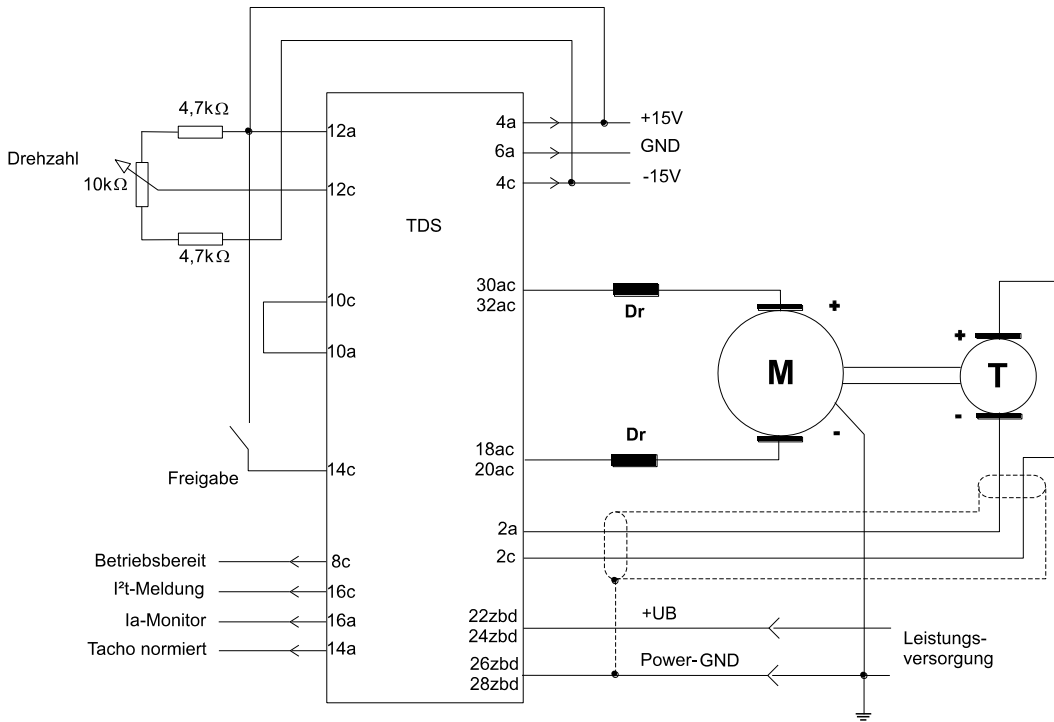 4,7kΩ
Drehzahl
10kΩ
4,7kΩ
12a
12c
10c
10a
14c
Freigabe
Betriebsbereit
8c
I²t-Meldung
16c
Ia-Monitor
16a
Tacho normiert
14a
TDS
4a
+15V
6a
GND
4c
-15V
30ac
32ac
Dr
+
M
-
+
T
-
18ac
20ac
Dr
2a
2c
22zbd
24zbd
+UB
26zbd
28zbd
Power-GND
Leistungs-
versorgung